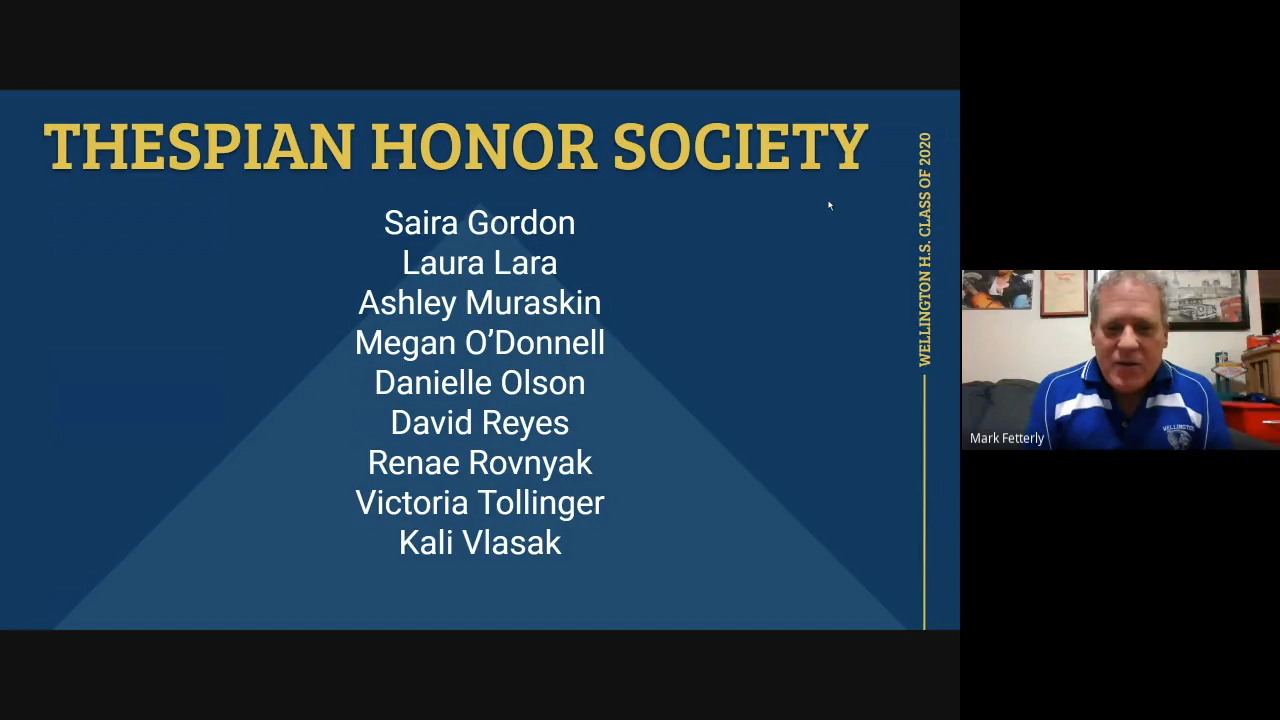 THESPIAN HONOR SOCIETY
Saira Gordon
Laura Lara
Ashley Muraskin
Megan O’Donnell
Danielle Olson
David Reyes
Renae Rovnyak
Victoria Tollinger
Kali Vlasak
WELLINGTON H.S. CLASS OF 2020
WELLINGTON
Mark Fetterly